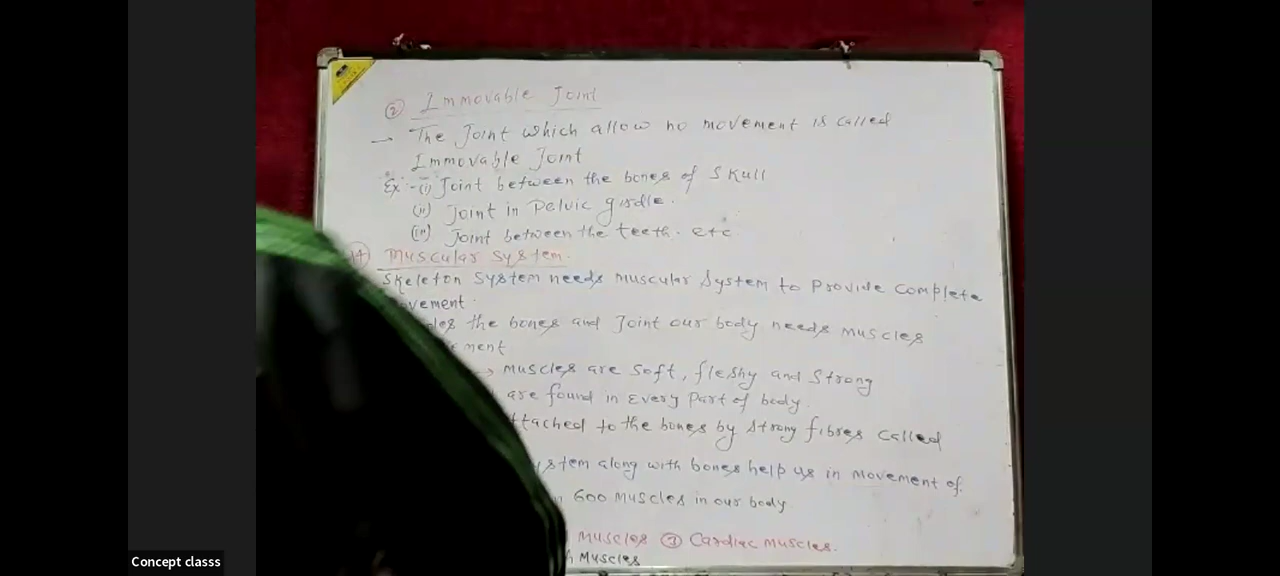 ② Immovable Joint
— The Joint which allow no movement is called
Immovable Joint
Ex :- (i) Joint between the bones of Skull
(ii) Joint in Pelvic girdle.
(iii) Joint between the teeth. etc
Muscular System.
Skeleton System needs muscular System to Provide Complete
ovement.
the bones and Joint our body needs muscles
ment
→ muscles are Soft, fleshy and Strong
are found in Every Part of body.
ttached to the bones by Strong fibres called
ystem along with bones help us in movement of.
600 muscles in our body
Muscles ③ Cardiac muscles.
h Muscles
Concept classs